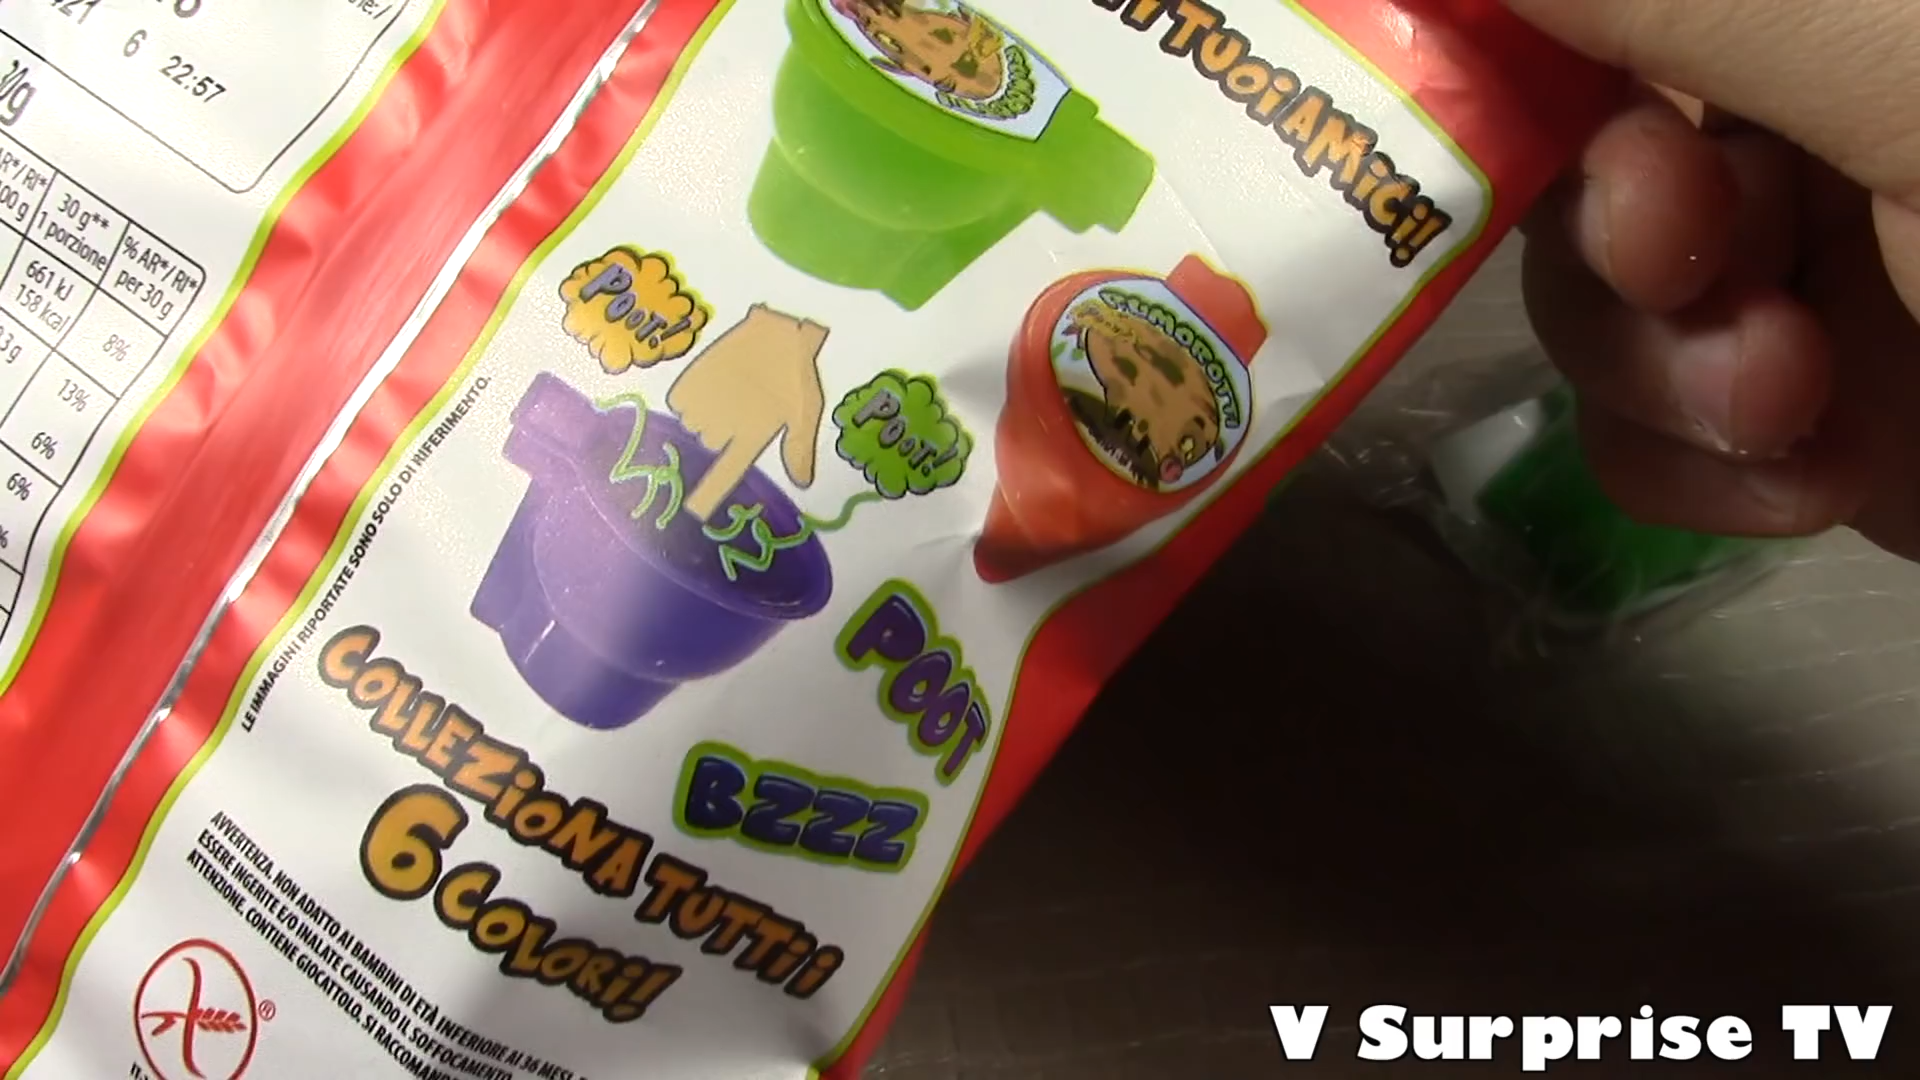 6 22:57
30 g**
1 porzione
% AR*/RI*
per 30 g
661 kJ
158 kcal
8%
13%
6%
6%
TUOI AMICI!
RUMOROTTI
POOT!
POOT!
LE IMMAGINI RIPORTATE SONO SOLO DI RIFERIMENTO.
POOT
BZZZ
COLLEZIONA TUTTI I
6 COLORI!
AVVERTENZA. NON ADATTO AI BAMBINI DI ETÀ INFERIORE AI 36 MESI.
ESSERE INGERITE E/O INALATE CAUSANDO IL SOFFOCAMENTO
ATTENZIONE. CONTIENE GIOCATTOLO. SI
®
V Surprise TV